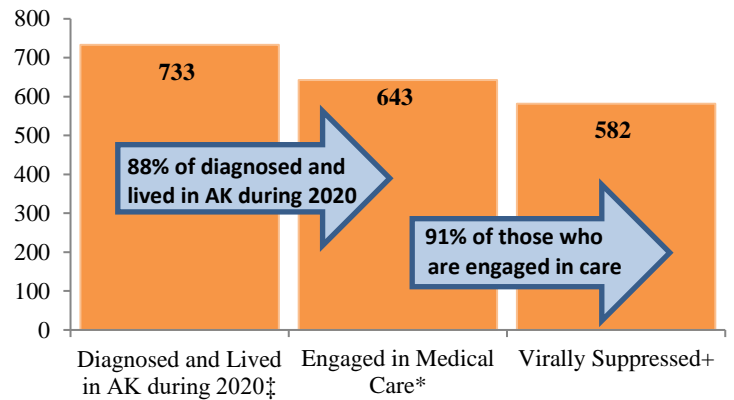 800
700
600
500
400
300
200
100
0
733
643
582
88% of diagnosed and
lived in AK during 2020
91% of those who
are engaged in care
Diagnosed and Lived
in AK during 2020‡
Engaged in Medical
Care*
Virally Suppressed+